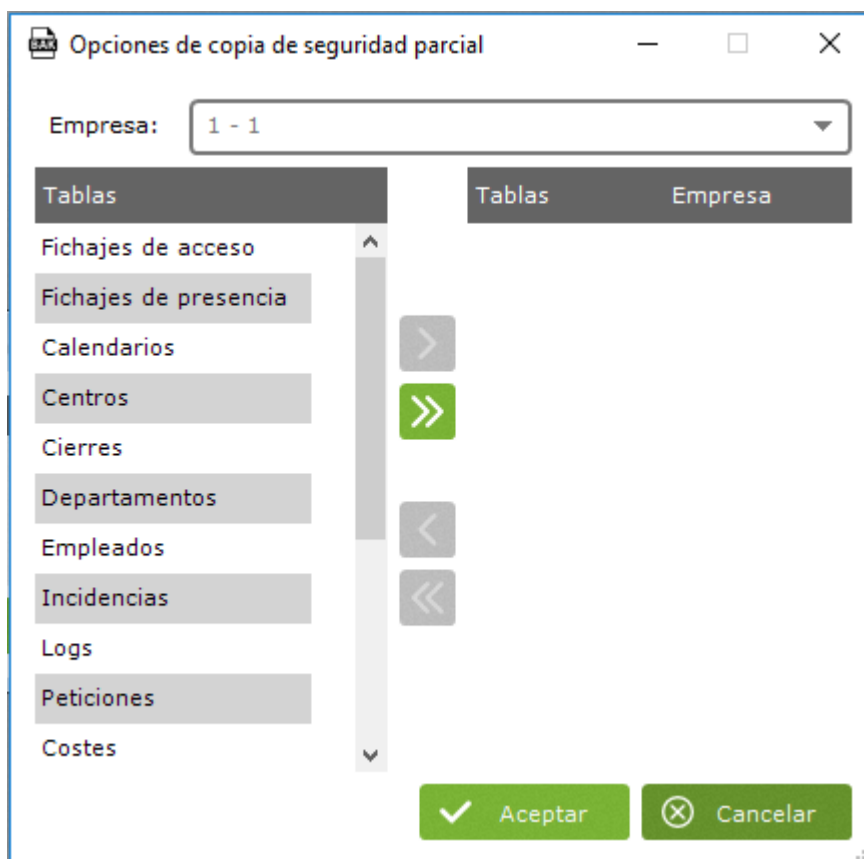 BAK Opciones de copia de seguridad parcial
Empresa: 1 - 1
Tablas
Fichajes de acceso
Fichajes de presencia
Calendarios
Centros
Cierres
Departamentos
Empleados
Incidencias
Logs
Peticiones
Costes
Tablas Empresa
Aceptar Cancelar